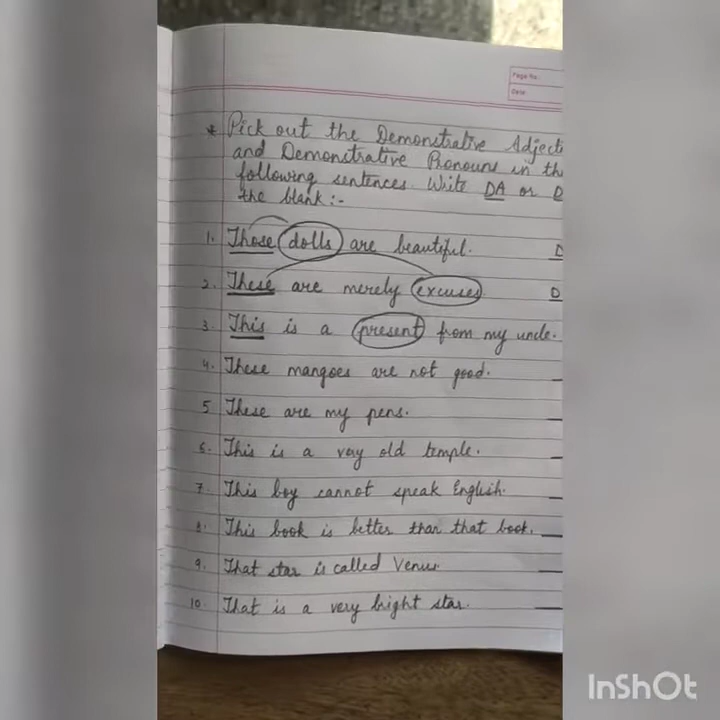 Page No.:
Date:
* Pick out the Demonstrative Adjecti
and Demonstrative Pronouns in the
following sentences. Write DA or D
the blank:-
1. Those dolls are beautiful. D
2. These are merely excuses D
3. This is a present from my uncle.
4. These mangoes are not good.
5 These are my pens.
6. This is a very old temple.
7. This boy cannot speak English.
8. This book is better than that book.
9. That star is called Venus.
10. That is a very bright star.
InShOt